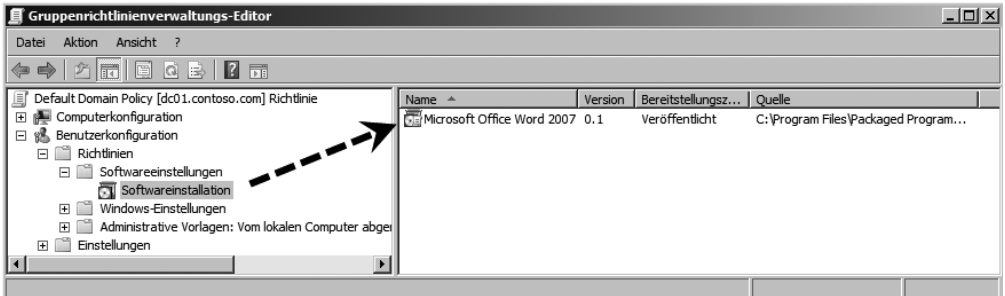 Gruppenrichtlinienverwaltungs-Editor
Datei Aktion Ansicht ?
Default Domain Policy [dc01.contoso.com] Richtlinie
Computerkonfiguration
Benutzerkonfiguration
Richtlinien
Softwareeinstellungen
Softwareinstallation
Windows-Einstellungen
Administrative Vorlagen: Vom lokalen Computer abger
Einstellungen
Name Version Bereitstellungsz... Quelle
Microsoft Office Word 2007 0.1 Veröffentlicht C:\Program Files\Packaged Program...